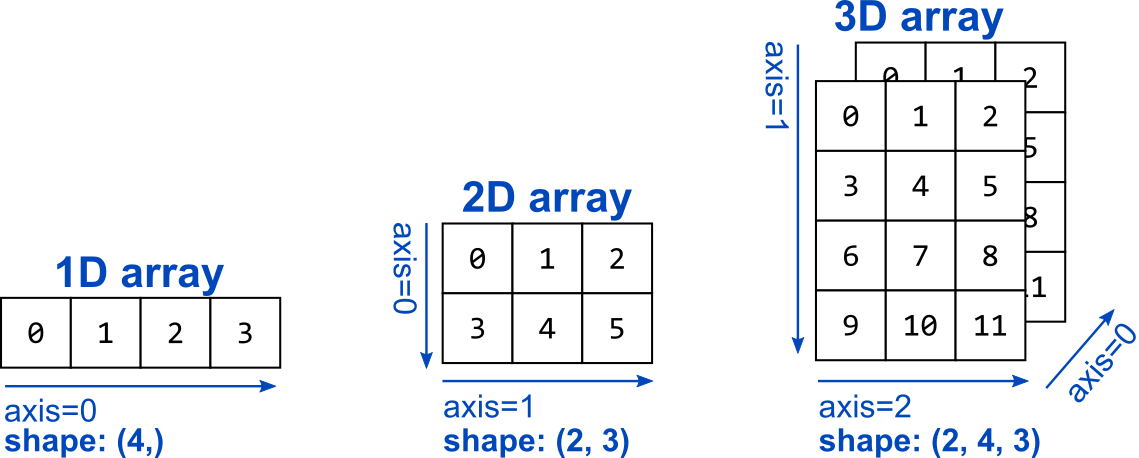 1D array
0 1 2 3
axis=0
shape: (4,)
2D array
axis=0
0 1 2
3 4 5
axis=1
shape: (2, 3)
3D array
axis=1
0 1 2
0 1 2
3 4 5
5
6 7 8
8
9 10 11
11
axis=2
axis=0
shape: (2, 4, 3)